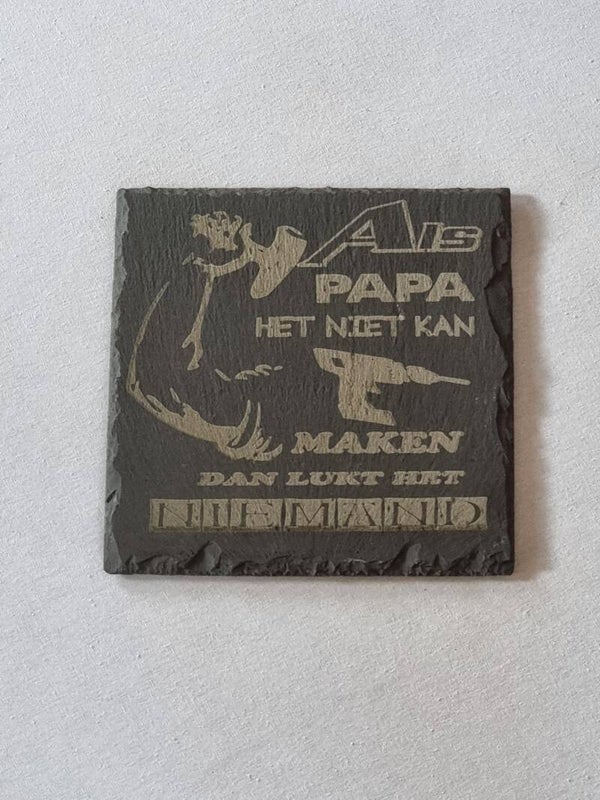 Als
PAPA
HET NIET KAN
MAKEN
DAN LUKT HET
NIEMAND